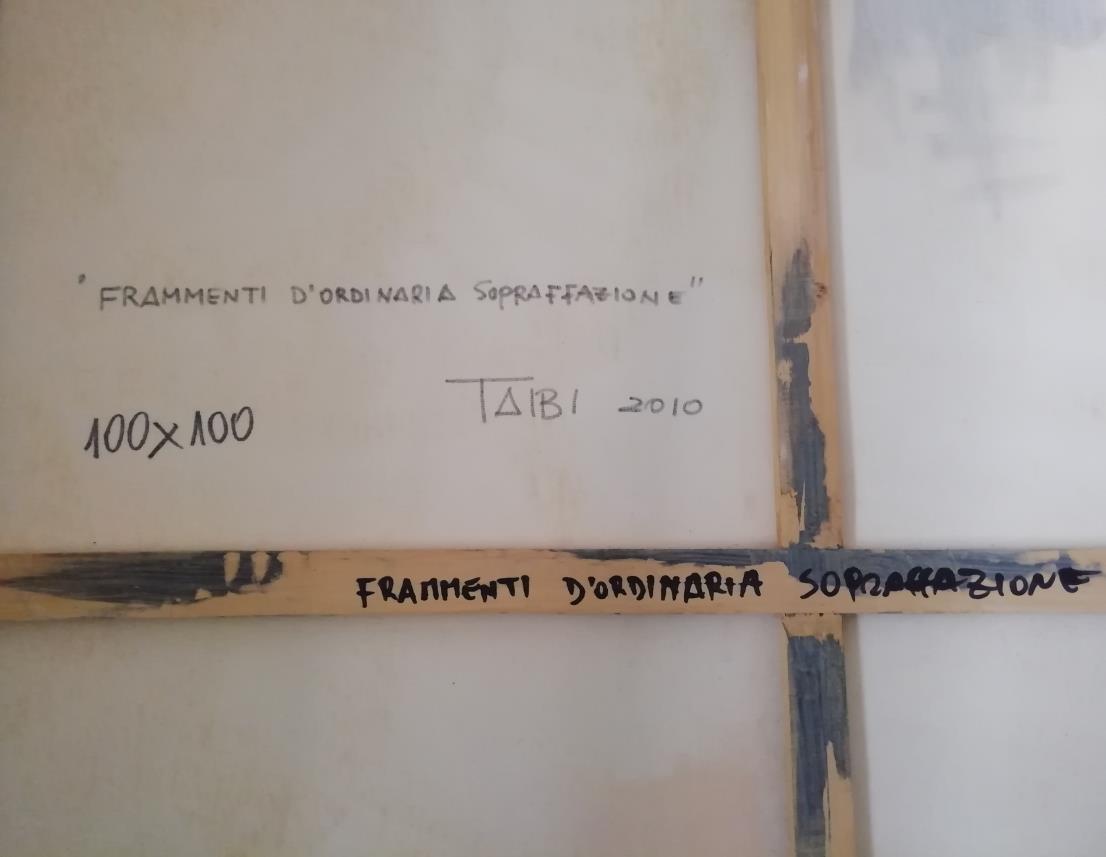 "FRAMMENTI D'ORDINARIA SOPRAFFAZIONE"
TAIBI 2010
100x100
FRAMMENTI D'ORDINARIA SOPRAFFAZIONE